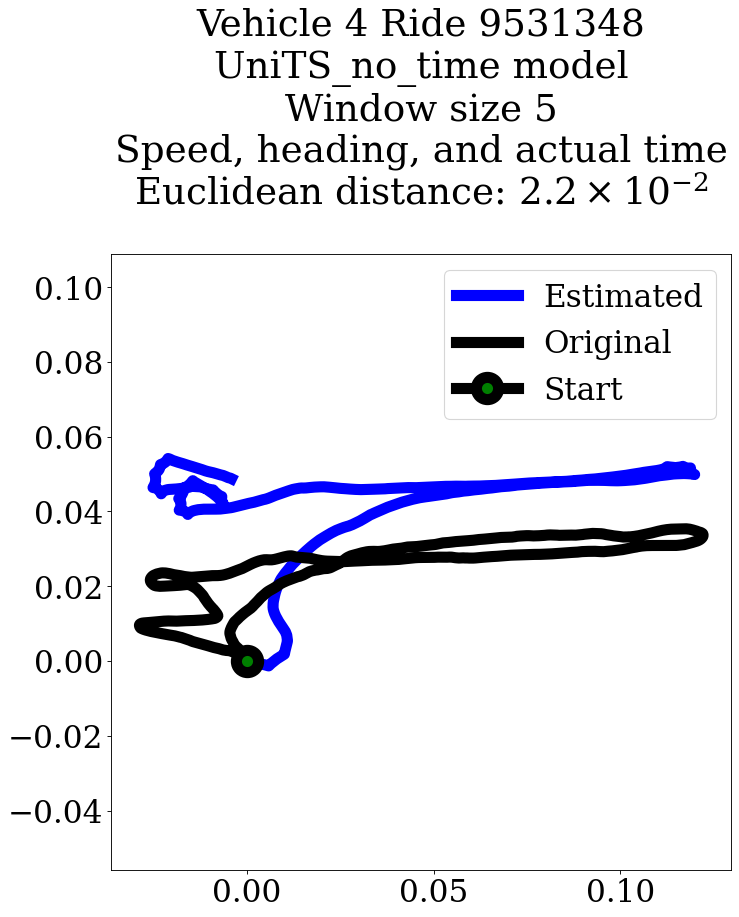 Vehicle 4 Ride 9531348
UniTS_no_time model
Window size 5
Speed, heading, and actual time
Euclidean distance: 2.2 × 10⁻²
Estimated
Original
Start
0.10
0.08
0.06
0.04
0.02
0.00
−0.02
−0.04
0.00 0.05 0.10